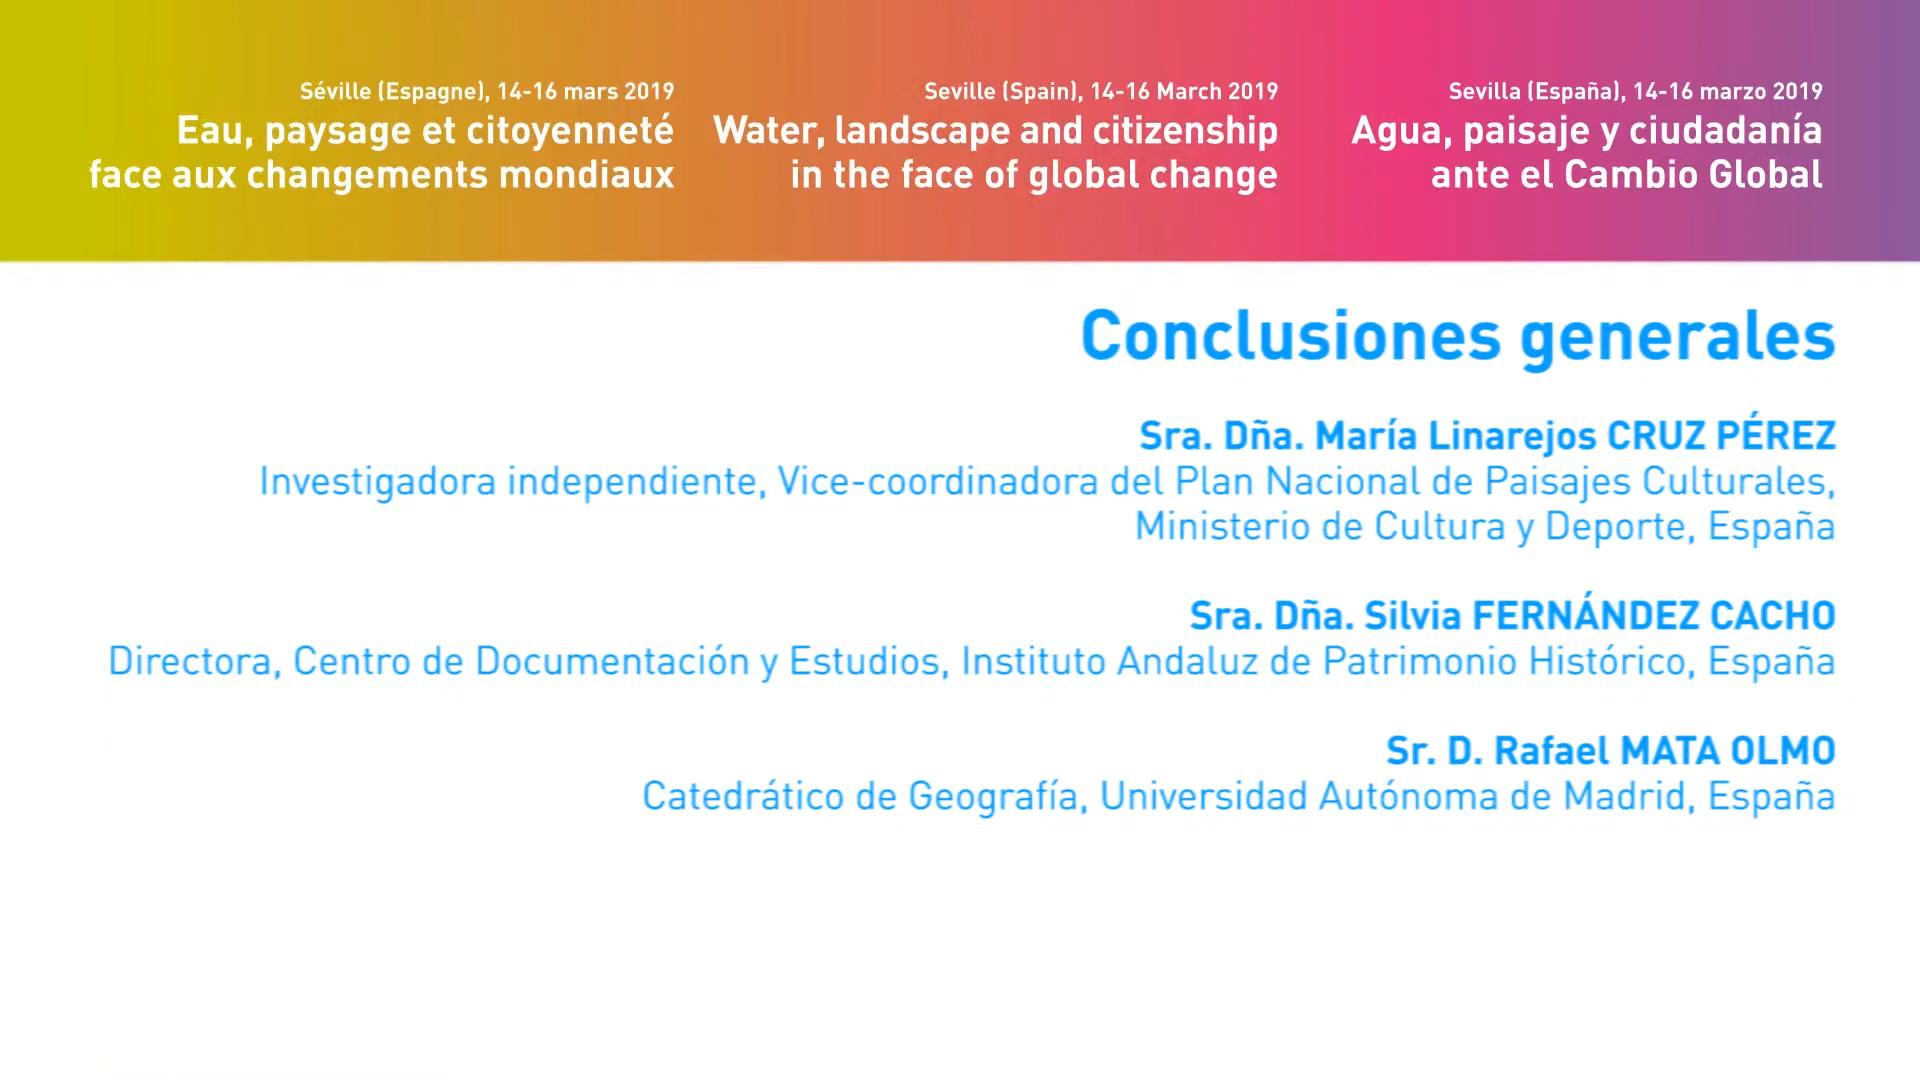 Séville (Espagne), 14-16 mars 2019
Eau, paysage et citoyenneté
face aux changements mondiaux
Seville (Spain), 14-16 March 2019
Water, landscape and citizenship
in the face of global change
Sevilla (España), 14-16 marzo 2019
Agua, paisaje y ciudadanía
ante el Cambio Global
Conclusiones generales
Sra. Dña. María Linarejos CRUZ PÉREZ
Investigadora independiente, Vice-coordinadora del Plan Nacional de Paisajes Culturales,
Ministerio de Cultura y Deporte, España
Sra. Dña. Silvia FERNÁNDEZ CACHO
Directora, Centro de Documentación y Estudios, Instituto Andaluz de Patrimonio Histórico, España
Sr. D. Rafael MATA OLMO
Catedrático de Geografía, Universidad Autónoma de Madrid, España